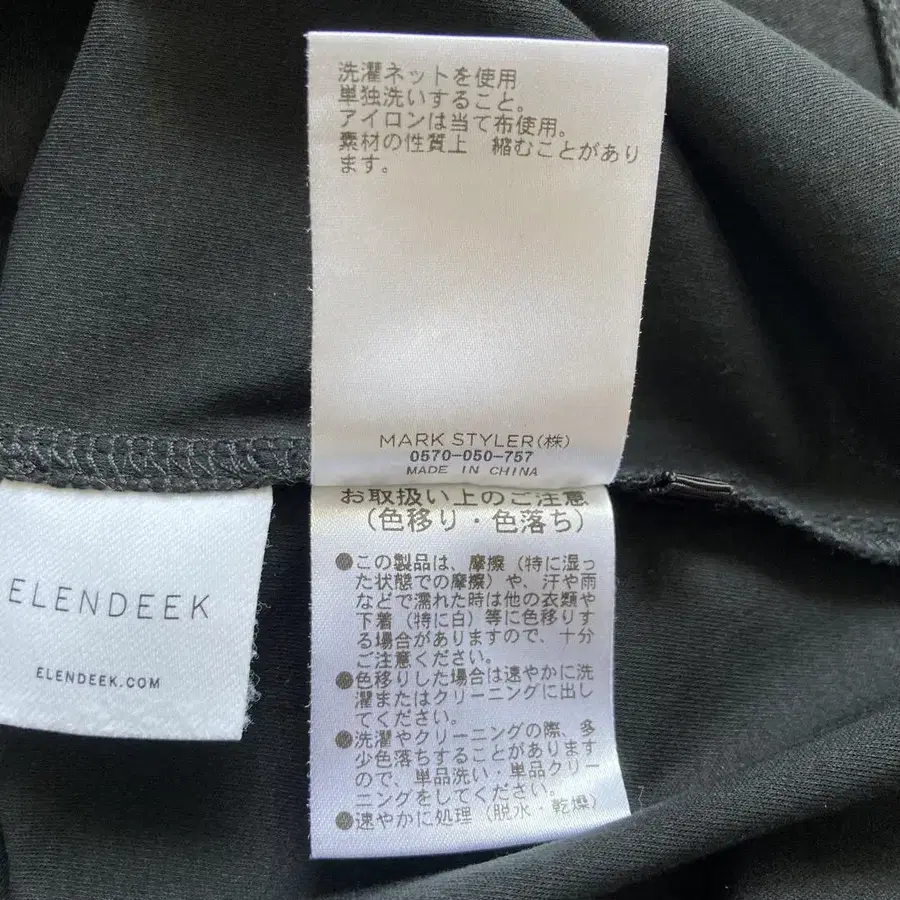 洗濯ネットを使用
単独洗いすること。
アイロンは当て布使用。
素材の性質上　縮むことがあり
ます。
MARK STYLER(株)
0570-050-757
MADE IN CHINA
お取扱い上のご注意
(色移り・色落ち)
●この製品は、摩擦(特に湿っ
た状態での摩擦)や、汗や雨
などで濡れた時は他の衣類や
下着(特に白)等に色移りす
る場合がありますので、十分
ご注意ください。
●色移りした場合は速やかに洗
濯またはクリーニングに出し
てください。
●洗濯やクリーニングの際、多
少色落ちすることがあります
ので、単品洗い・単品クリー
ニングをしてください。
●速やかに処理(脱水・乾燥)
ELENDEEK
ELENDEEK.COM